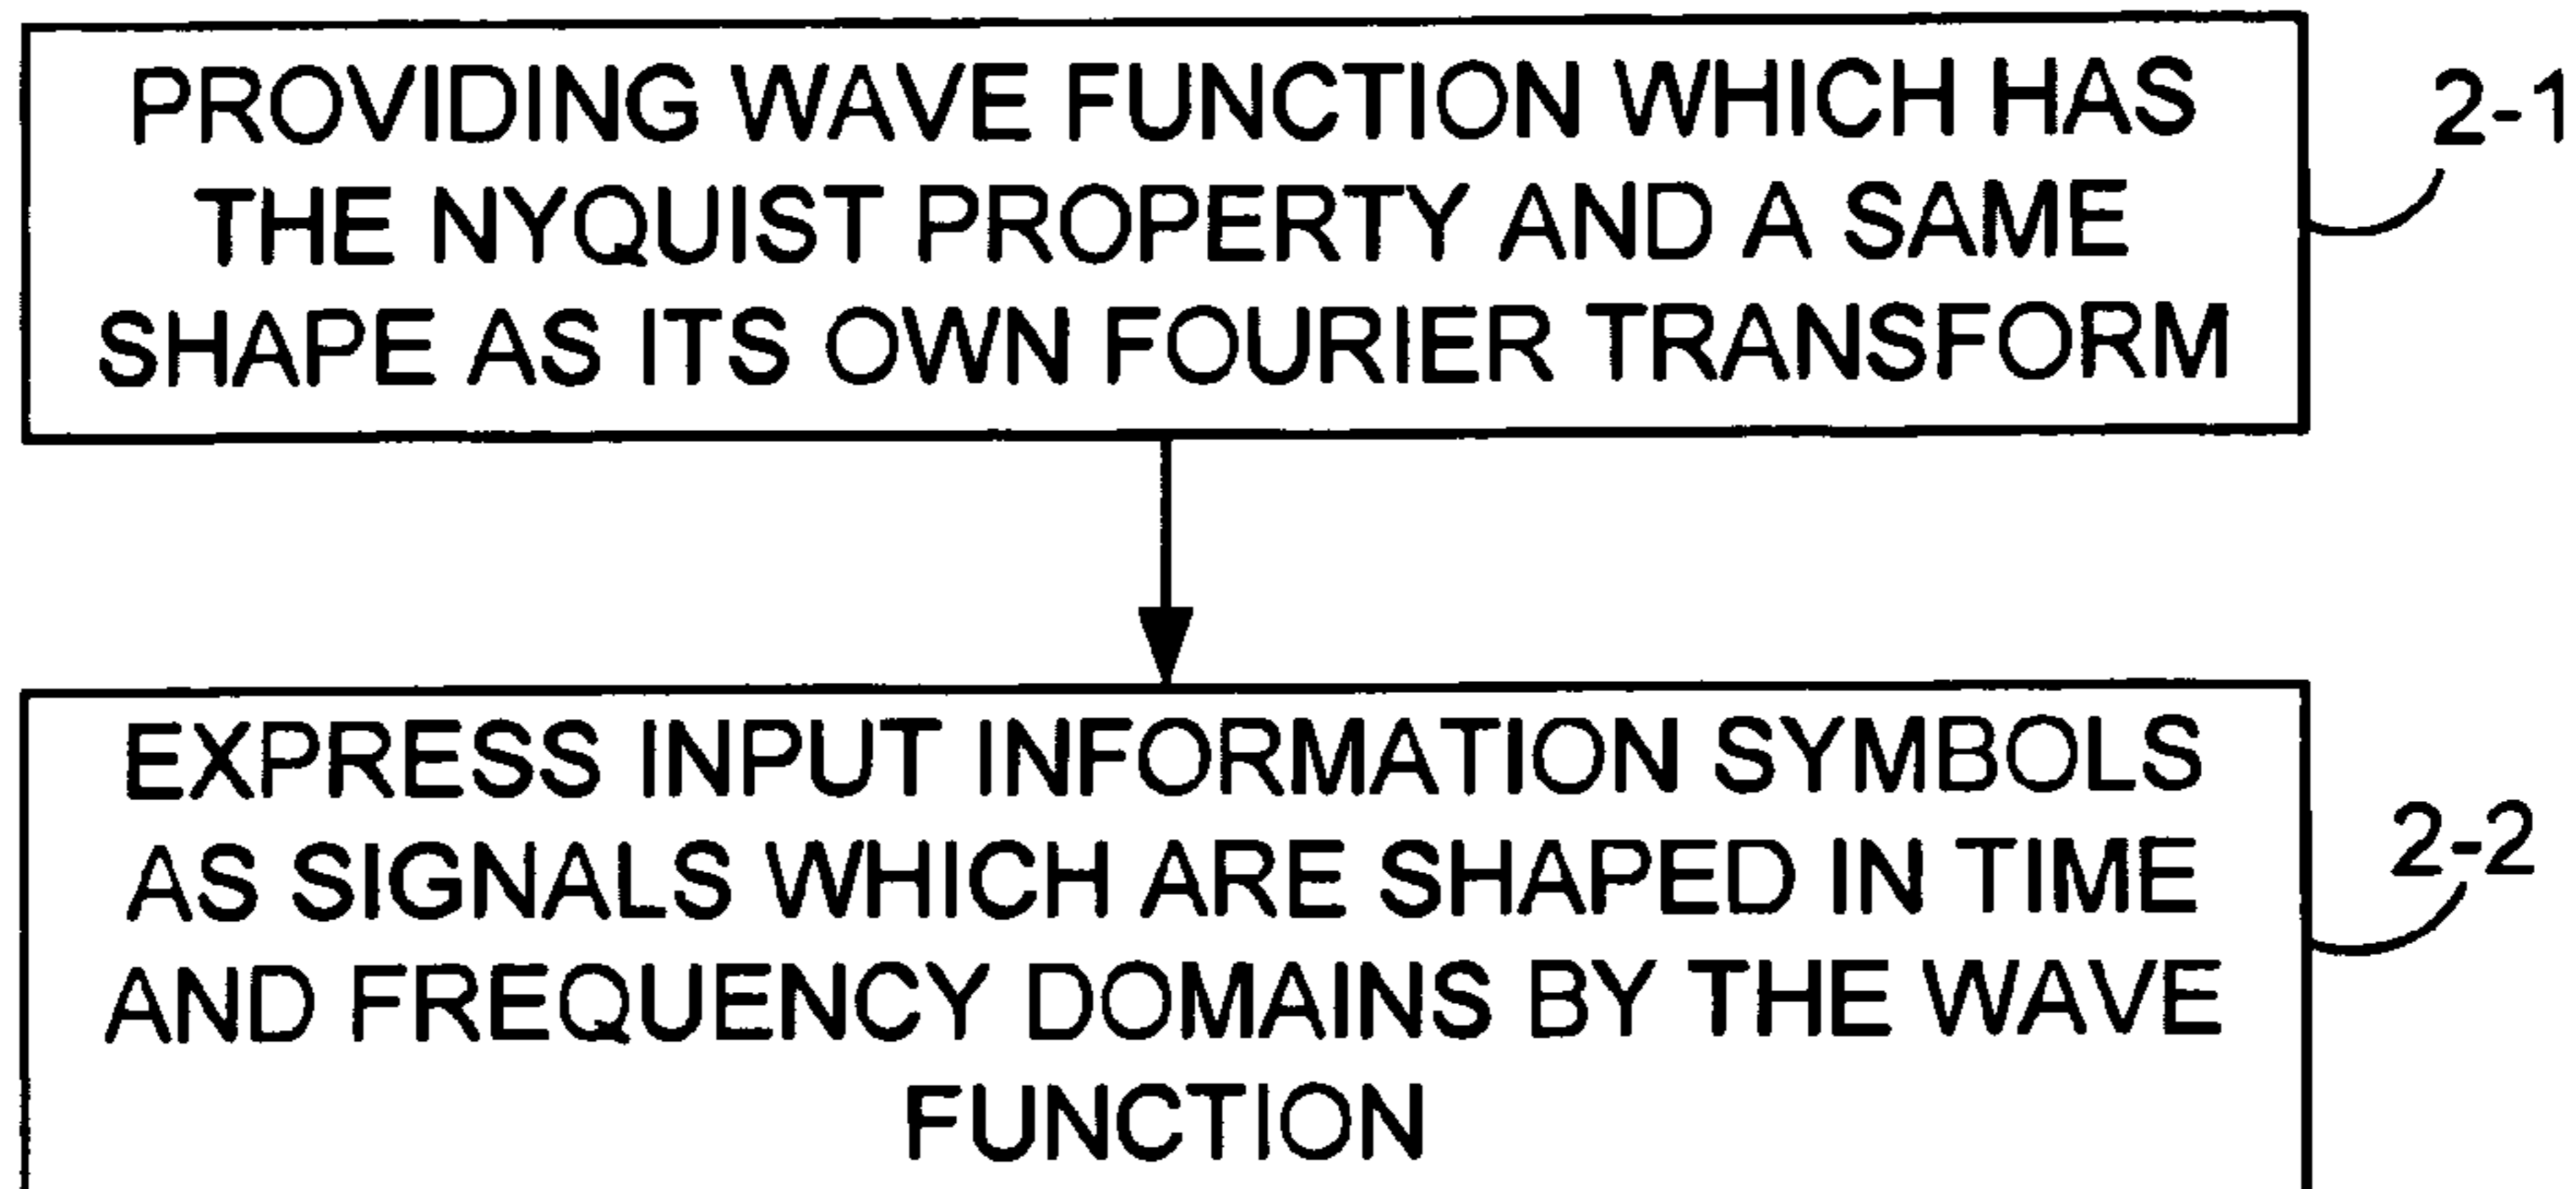 PROVIDING WAVE FUNCTION WHICH HAS
THE NYQUIST PROPERTY AND A SAME
SHAPE AS ITS OWN FOURIER TRANSFORM
2-1
EXPRESS INPUT INFORMATION SYMBOLS
AS SIGNALS WHICH ARE SHAPED IN TIME
AND FREQUENCY DOMAINS BY THE WAVE
FUNCTION
2-2